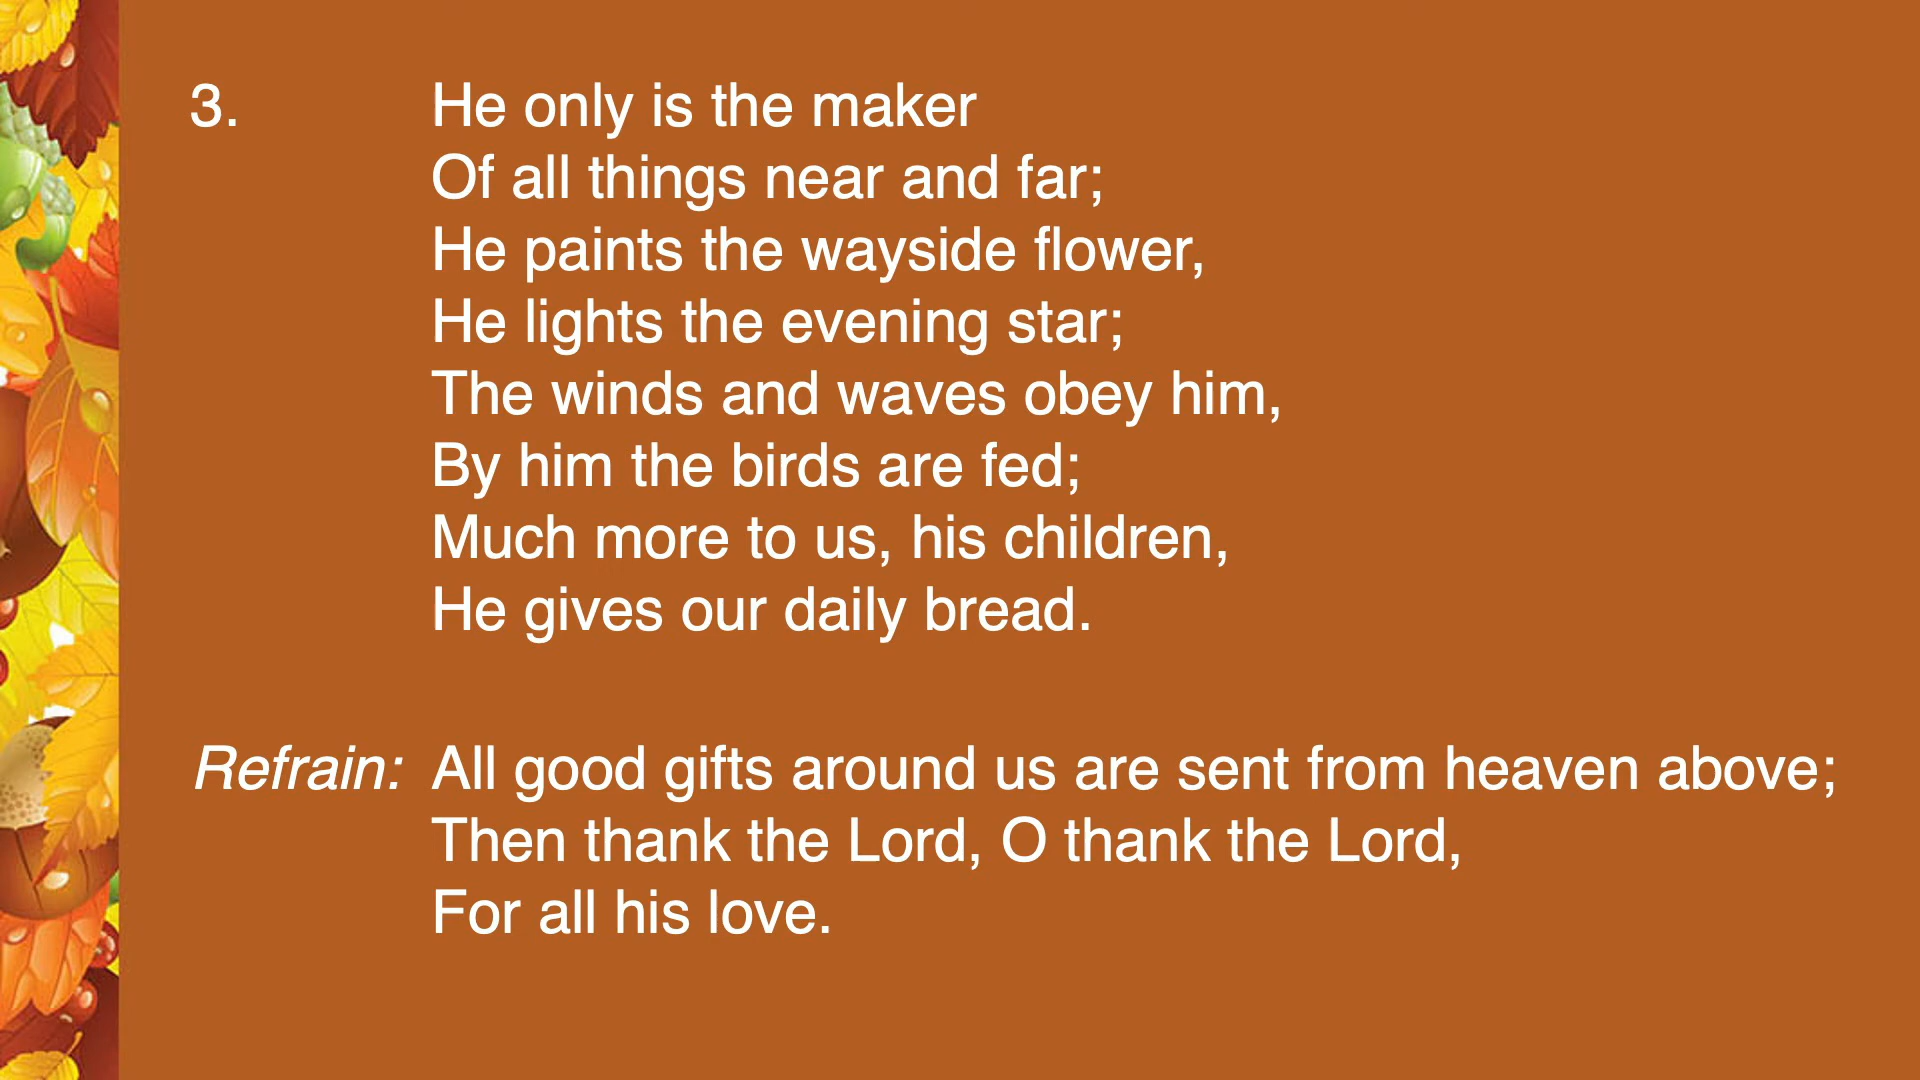 3. He only is the maker
Of all things near and far;
He paints the wayside flower,
He lights the evening star;
The winds and waves obey him,
By him the birds are fed;
Much more to us, his children,
He gives our daily bread.
Refrain: All good gifts around us are sent from heaven above;
Then thank the Lord, O thank the Lord,
For all his love.